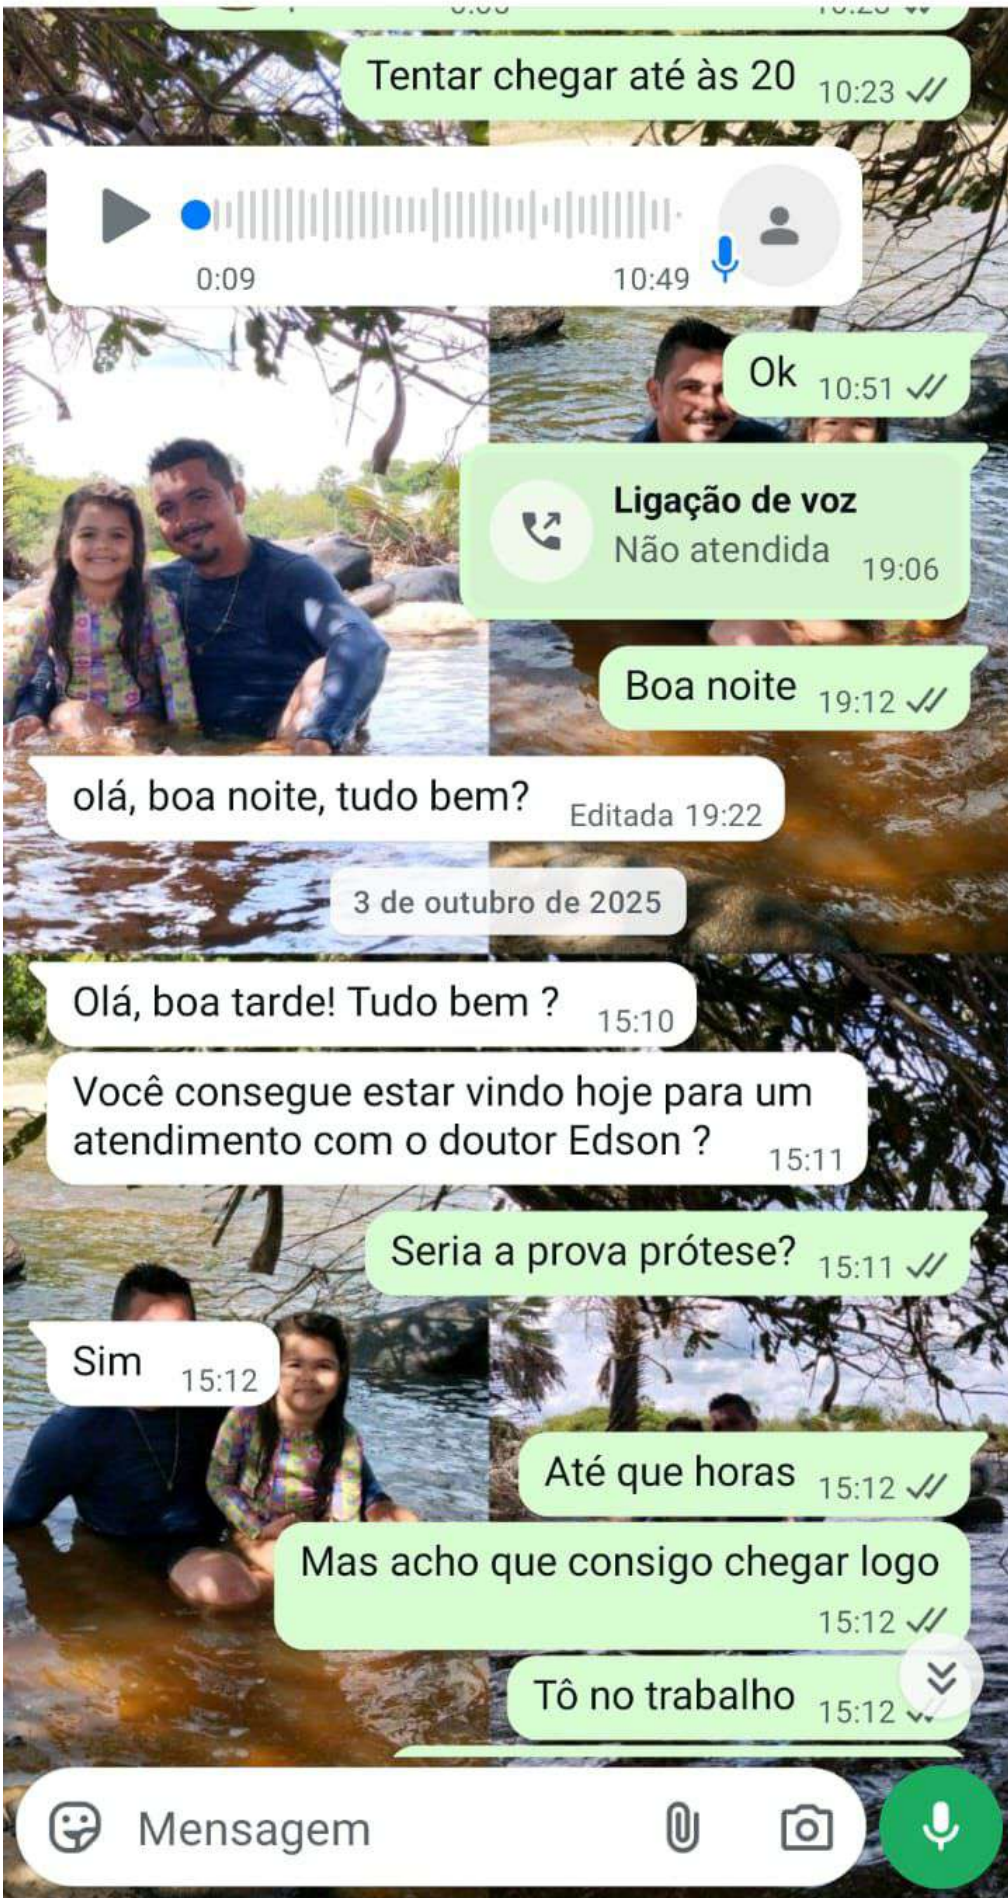 Tentar chegar até às 20 10:23
0:09 10:49
Ok 10:51
Ligação de voz
Não atendida 19:06
Boa noite 19:12
olá, boa noite, tudo bem? Editada 19:22
3 de outubro de 2025
Olá, boa tarde! Tudo bem ? 15:10
Você consegue estar vindo hoje para um
atendimento com o doutor Edson ? 15:11
Seria a prova prótese? 15:11
Sim 15:12
Até que horas 15:12
Mas acho que consigo chegar logo
15:12
Tô no trabalho 15:12
Mensagem